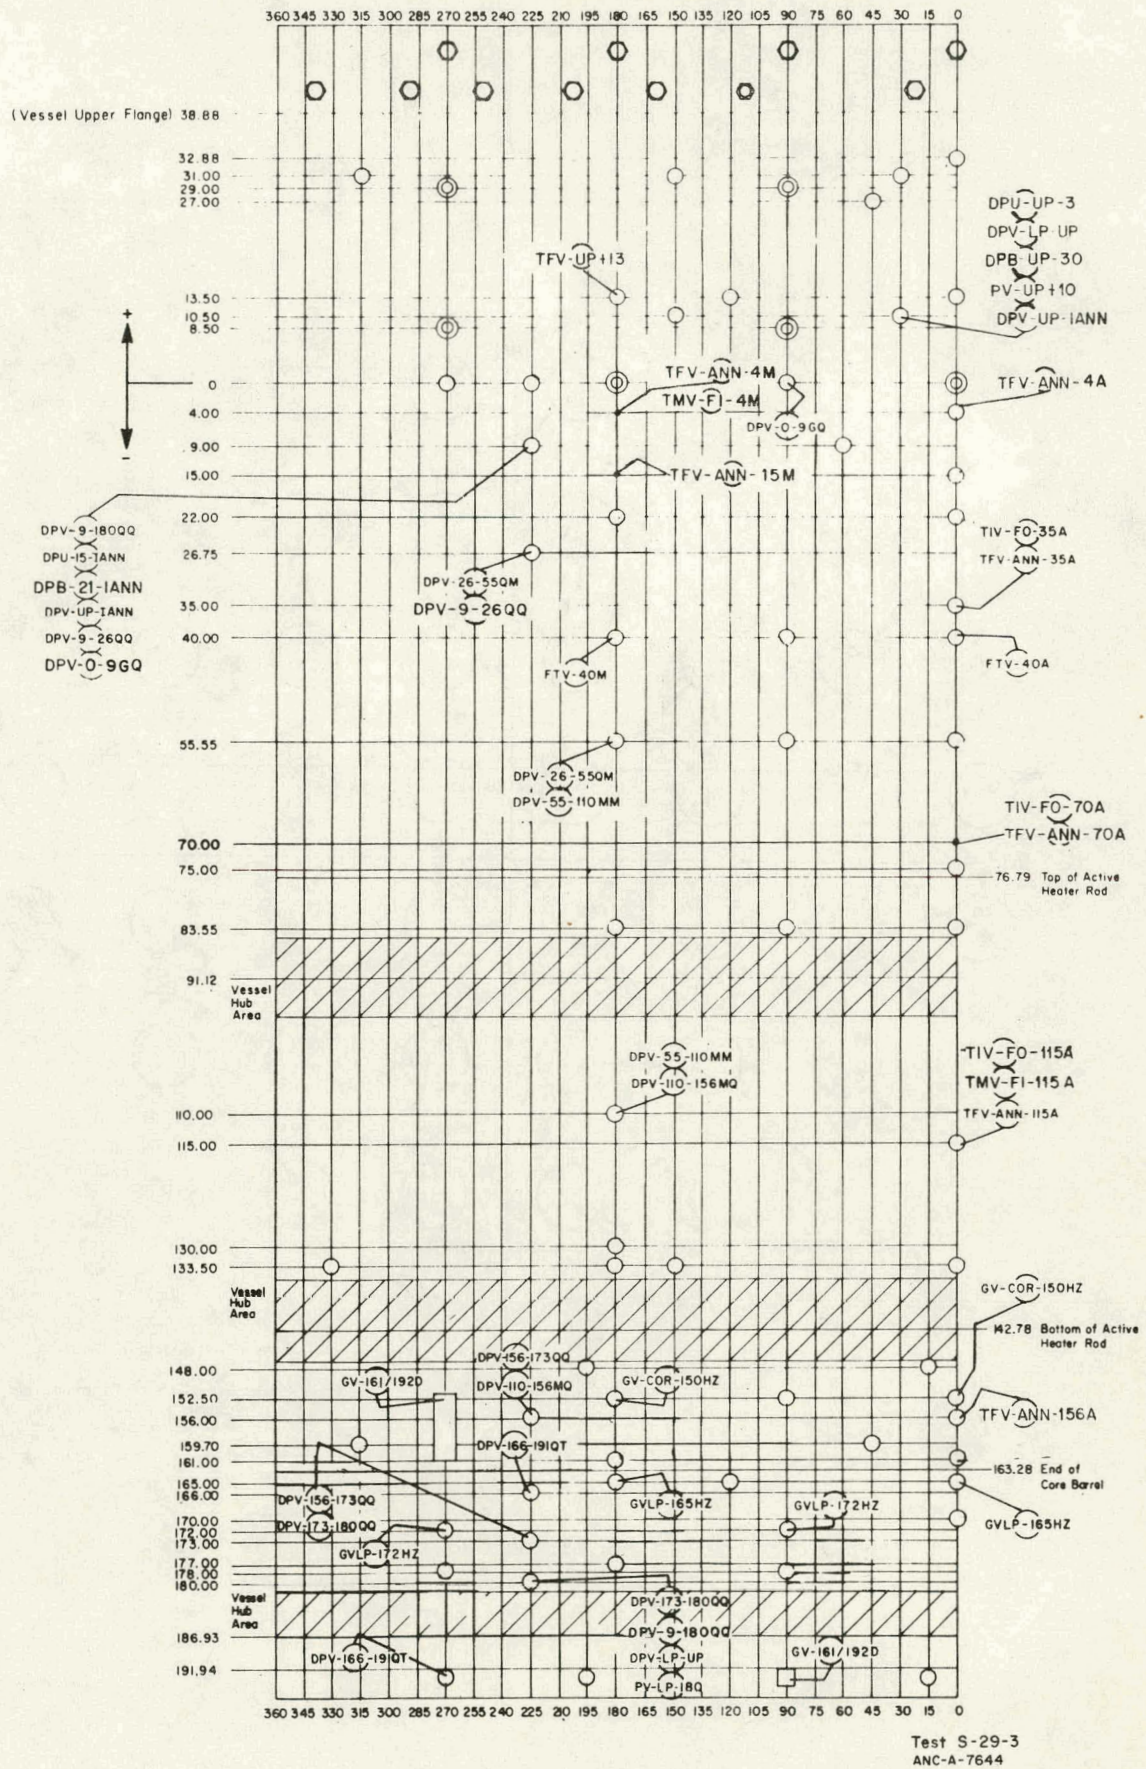 360 345 330 315 300 285 270 255 240 225 210 195 180 165 150 135 120 105 90 75 60 45 30 15 0
(Vessel Upper Flange) 38.88
32.88
31.00
29.00
27.00
DPU-UP-3
DPV-LP UP
DPB-UP-30
PV-UP+10
DPV-UP-IANN
TFV-UP+13
13.50
10.50
8.50
+
-
0
TFV-ANN-4M
TMV-FI-4M
DPV-0-9GQ
TFV-ANN-4A
4.00
9.00
15.00
TFV-ANN-15M
22.00
26.75
DPV-9-180QQ
DPU-15-IANN
DPB-21-IANN
DPV-UP-IANN
DPV-9-26QQ
DPV-0-9GQ
DPV-26-55QM
DPV-9-26QQ
TIV-FO-35A
TFV-ANN-35A
35.00
40.00
FTV-40M
FTV-40A
55.55
DPV-26-55QM
DPV-55-110MM
TIV-FO-70A
TFV-ANN-70A
70.00
75.00
76.79 Top of Active
Heater Rod
83.55
91.12
Vessel
Hub
Area
DPV-55-110MM
DPV-110-156MQ
TIV-FO-115A
TMV-FI-115A
TFV-ANN-115A
110.00
115.00
130.00
133.50
Vessel
Hub
Area
GV-COR-150HZ
142.78 Bottom of Active
Heater Rod
148.00
DPV-156-173QQ
GV-161/192D
DPV-110-156MQ
GV-COR-150HZ
152.50
156.00
TFV-ANN-156A
159.70
DPV-166-191QT
161.00
163.28 End of
Core Barrel
165.00
166.00
DPV-156-173QQ
GVLP-165HZ
GVLP-172HZ
170.00
DPV-173-180QQ
GVLP-165HZ
172.00
173.00
GVLP-172HZ
177.00
178.00
180.00
Vessel
Hub
Area
DPV-173-180QQ
DPV-9-180QQ
186.93
DPV-166-191QT
DPV-LP-UP
GV-161/192D
191.94
PV-LP-180
360 345 330 315 300 285 270 255 240 225 210 195 180 165 150 135 120 105 90 75 60 45 30 15 0
Test S-29-3
ANC-A-7644